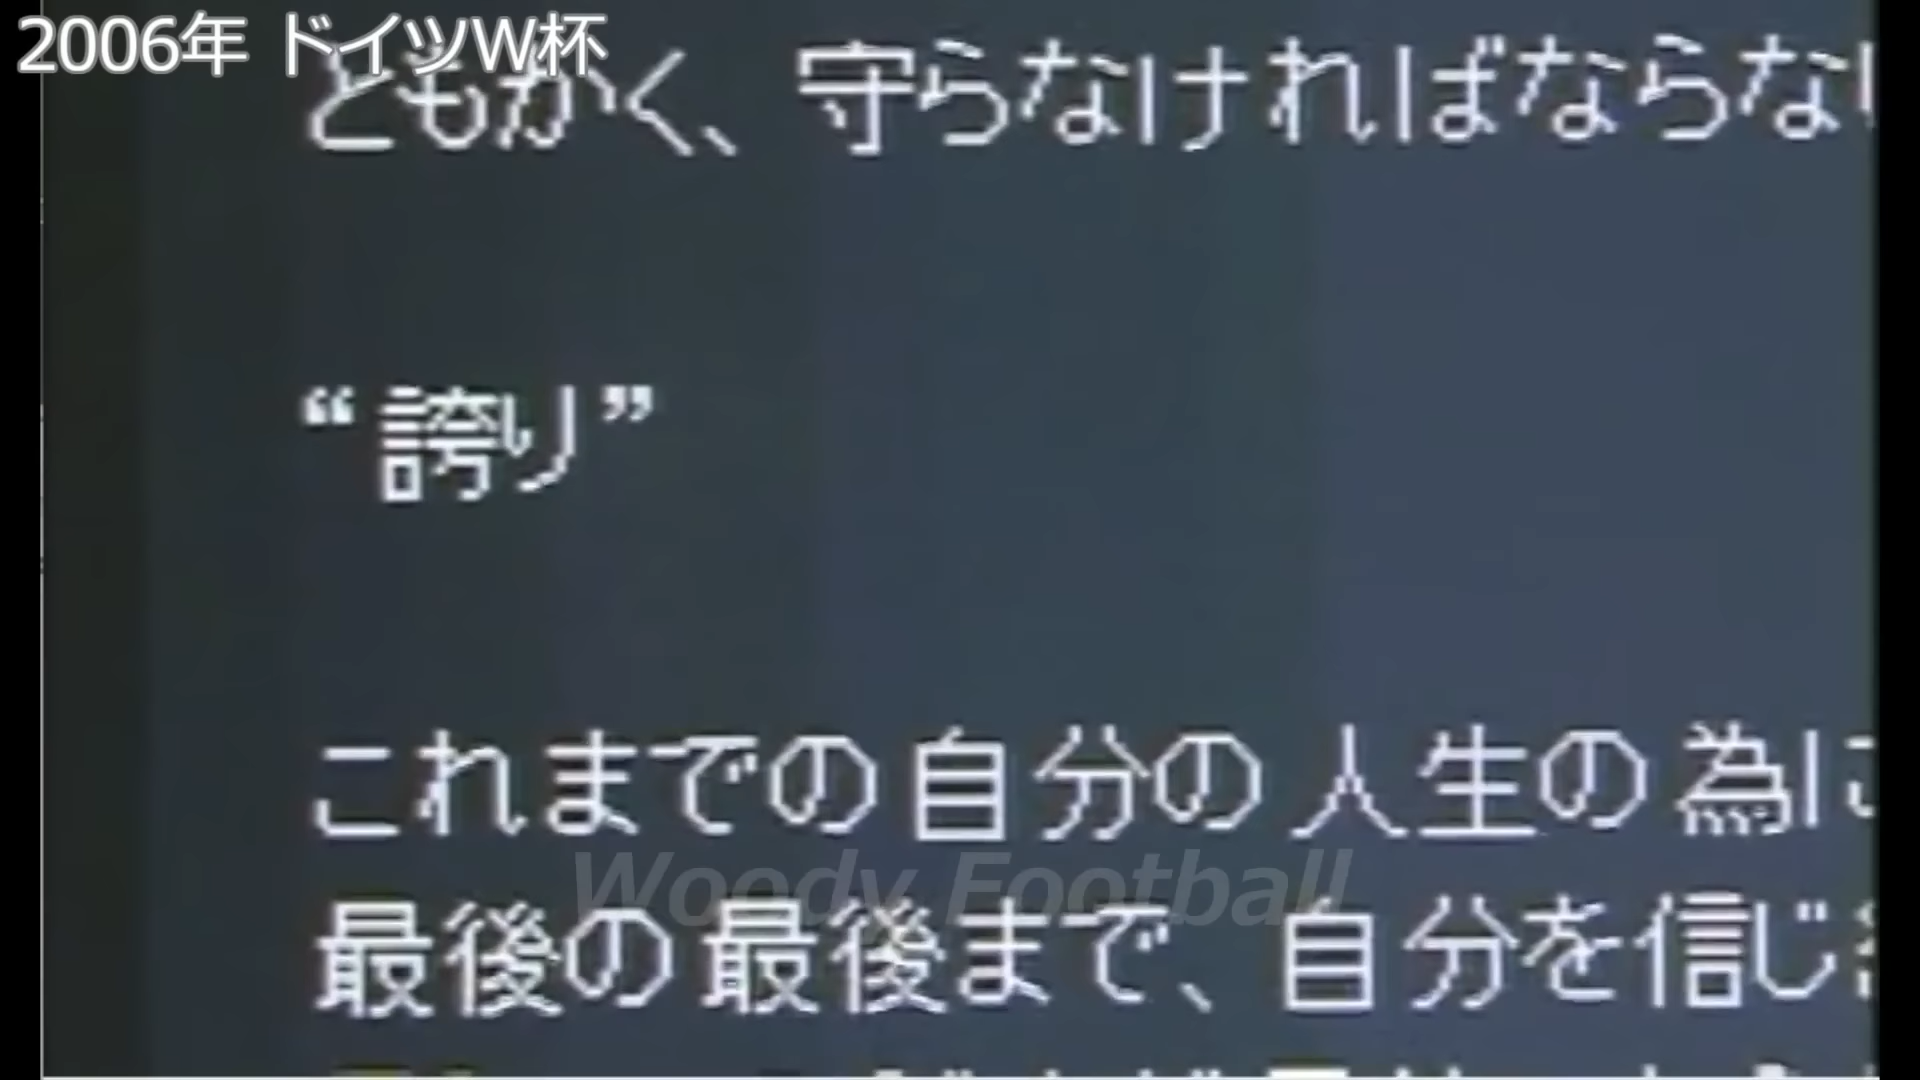 2006年 ドイツW杯
ともかく、守らなければならない
“誇り”
これまでの自分の人生の為に
Woody Football
最後の最後まで、自分を信じ